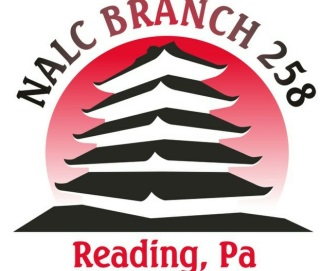 NALC BRANCH 258
Reading, Pa